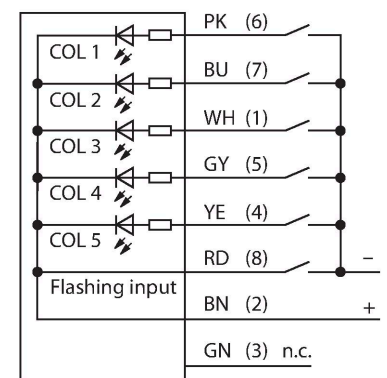 PK (6)
COL 1
BU (7)
COL 2
WH (1)
COL 3
GY (5)
COL 4
YE (4)
COL 5
RD (8)
–
Flashing input
BN (2)
+
GN (3) n.c.